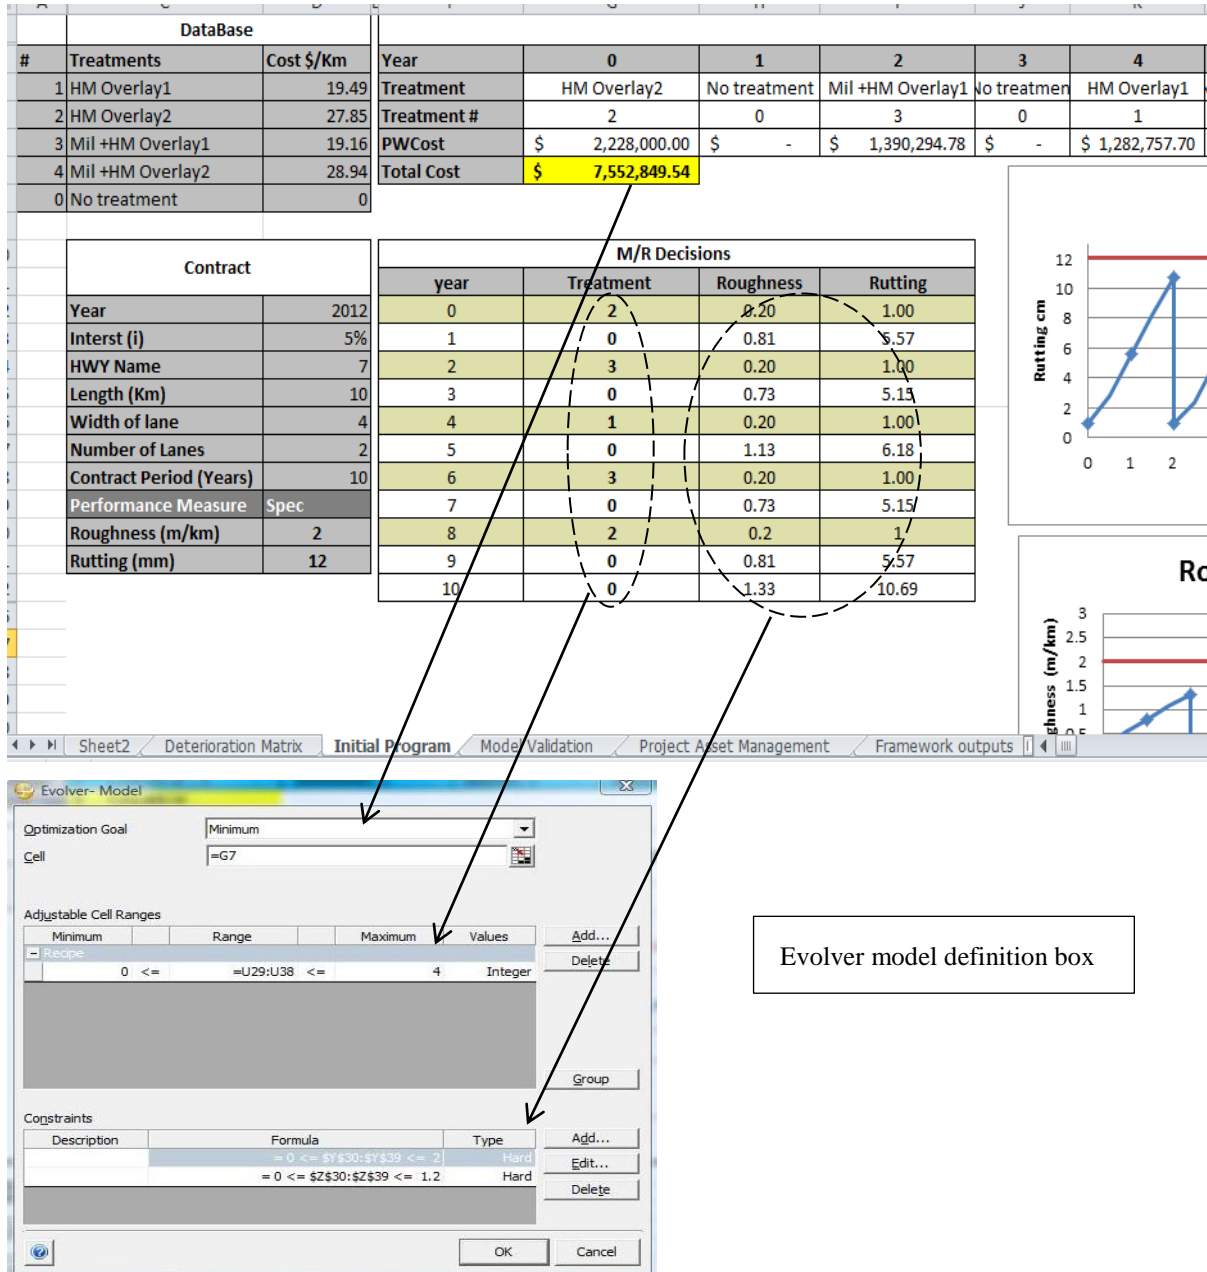 A C D F G H I J K
DataBase
# Treatments Cost $/Km Year 0 1 2 3 4
1 HM Overlay1 19.49 Treatment HM Overlay2 No treatment Mil +HM Overlay1 No treatmen HM Overlay1
2 HM Overlay2 27.85 Treatment # 2 0 3 0 1
3 Mil +HM Overlay1 19.16 PWCost $ 2,228,000.00 $ - $ 1,390,294.78 $ - $ 1,282,757.70
4 Mil +HM Overlay2 28.94 Total Cost $ 7,552,849.54
0 No treatment 0
Contract
Year 2012
Interst (i) 5%
HWY Name 7
Length (Km) 10
Width of lane 4
Number of Lanes 2
Contract Period (Years) 10
Performance Measure Spec
Roughness (m/km) 2
Rutting (mm) 12
M/R Decisions
year Treatment Roughness Rutting
0 2 0.20 1.00
1 0 0.81 5.57
2 3 0.20 1.00
3 0 0.73 5.15
4 1 0.20 1.00
5 0 1.13 6.18
6 3 0.20 1.00
7 0 0.73 5.15
8 2 0.2 1
9 0 0.81 5.57
10 0 1.33 10.69
Rutting cm
12
10
8
6
4
2
0
0 1 2
Ro
ghness (m/km)
3
2.5
2
1.5
1
0.5
Sheet2 Deterioration Matrix Initial Program Model Validation Project Asset Management Framework outputs
Evolver- Model
Optimization Goal Minimum
Cell =G7
Adjustable Cell Ranges
Minimum Range Maximum Values Add...
Recipe Delete
0 <= =U29:U38 <= 4 Integer
Group
Constraints
Description Formula Type Add...
= 0 <= $Y$30:$Y$39 <= 2 Hard Edit...
= 0 <= $Z$30:$Z$39 <= 1.2 Hard Delete
OK Cancel
Evolver model definition box